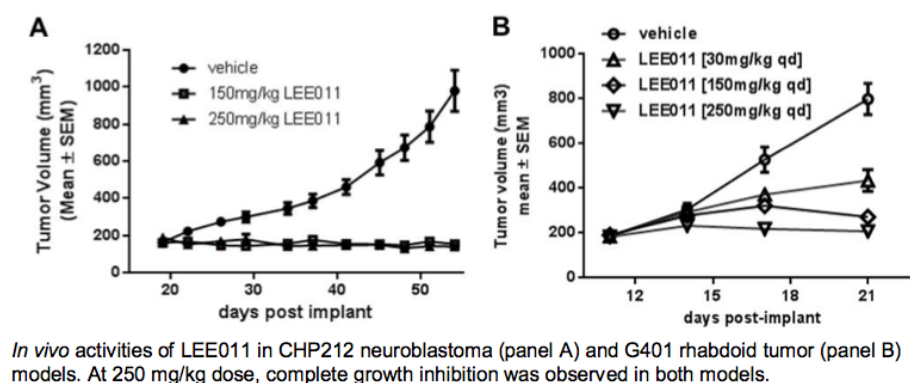 A
Tumor Volume (mm3)
(Mean ± SEM)
1200
1000
800
600
400
200
0
vehicle
150mg/kg LEE011
250mg/kg LEE011
20 30 40 50
days post implant
B
Tumor volume (mm3)
mean ± SEM
1000
800
600
400
200
0
vehicle
LEE011 [30mg/kg qd]
LEE011 [150mg/kg qd]
LEE011 [250mg/kg qd]
12 15 18 21
days post-implant
In vivo activities of LEE011 in CHP212 neuroblastoma (panel A) and G401 rhabdoid tumor (panel B)
models. At 250 mg/kg dose, complete growth inhibition was observed in both models.